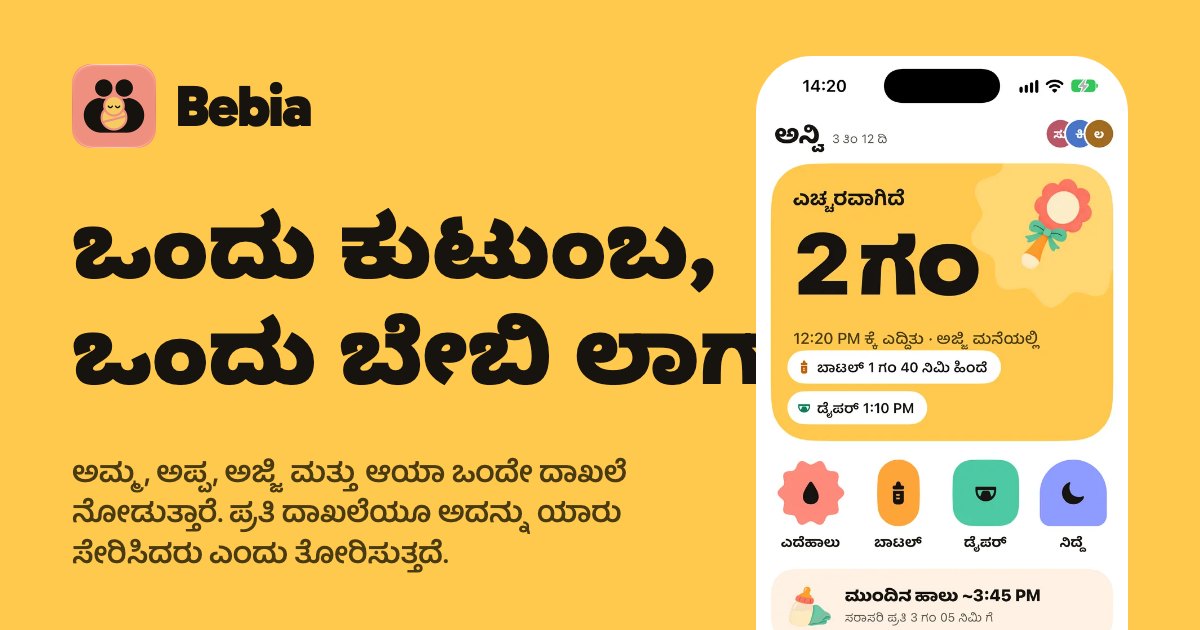 Bebia
ಒಂದು ಕುಟುಂಬ,
ಒಂದು ಬೇಬಿ
ಅಮ್ಮ, ಅಪ್ಪ, ಅಜ್ಜಿ ಮತ್ತು ಆಯಾ ಒಂದೇ ದಾಖಲೆ
ನೋಡುತ್ತಾರೆ. ಪ್ರತಿ ದಾಖಲೆಯೂ ಅದನ್ನು ಯಾರು
ಸೇರಿಸಿದರು ಎಂದು ತೋರಿಸುತ್ತದೆ.
14:20
ಅನ್ವಿ 3 ತಿಂ 12 ದಿ
ಸು ಕಿ ಲ
ಎಚ್ಚರವಾಗಿದೆ
2 ಗಂ
12:20 PM ಕ್ಕೆ ಎದ್ದಿತು · ಅಜ್ಜಿ ಮನೆಯಲ್ಲಿ
ಬಾಟಲ್ 1 ಗಂ 40 ನಿಮಿ ಹಿಂದೆ
ಡೈಪರ್ 1:10 PM
ಎದೆಹಾಲು ಬಾಟಲ್ ಡೈಪರ್ ನಿದ್ದೆ
ಮುಂದಿನ ಹಾಲು ~3:45 PM
ಸರಾಸರಿ ಪ್ರತಿ 3 ಗಂ 05 ನಿಮಿ ಗೆ